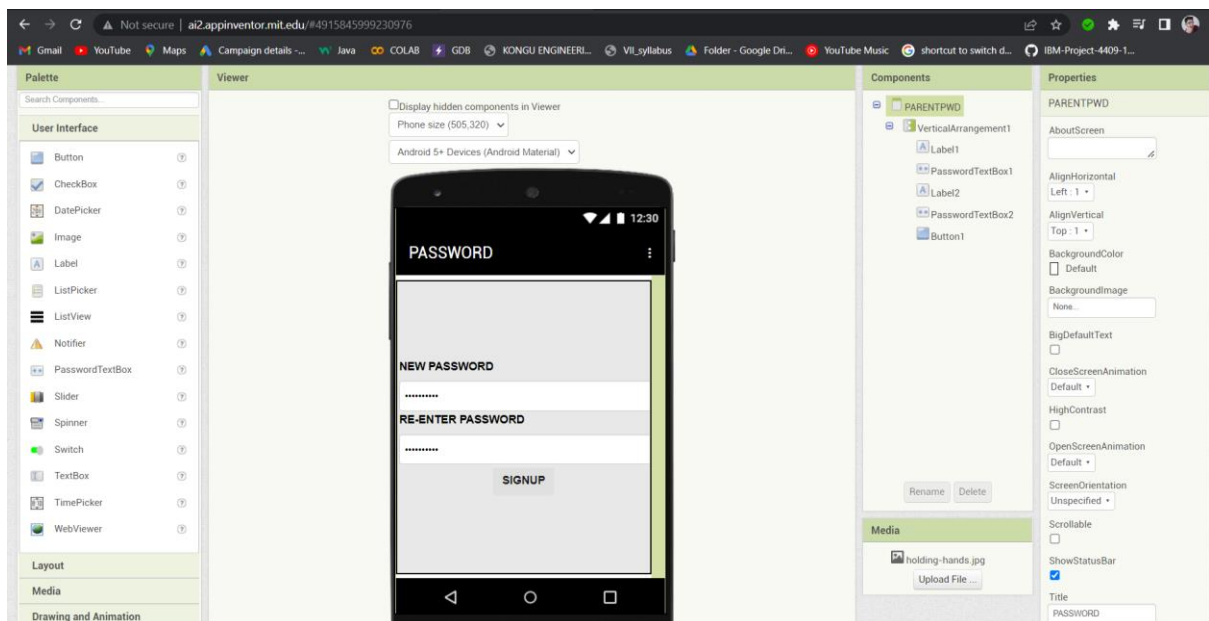 Not secure | ai2.appinventor.mit.edu/#4915845999230976
Gmail YouTube Maps Campaign details -... Java COLAB GDB KONGU ENGINEERI... VII_syllabus Folder - Google Dri... YouTube Music shortcut to switch d... IBM-Project-4409-1...
Palette
Search Components...
User Interface
Button
CheckBox
DatePicker
Image
Label
ListPicker
ListView
Notifier
PasswordTextBox
Slider
Spinner
Switch
TextBox
TimePicker
WebViewer
Layout
Media
Drawing and Animation
Viewer
Display hidden components in Viewer
Phone size (505,320)
Android 5+ Devices (Android Material)
12:30
PASSWORD
NEW PASSWORD
••••••••••
RE-ENTER PASSWORD
••••••••••
SIGNUP
Components
PARENTPWD
VerticalArrangement1
Label1
PasswordTextBox1
Label2
PasswordTextBox2
Button1
Rename Delete
Media
holding-hands.jpg
Upload File ...
Properties
PARENTPWD
AboutScreen
AlignHorizontal
Left : 1
AlignVertical
Top : 1
BackgroundColor
Default
BackgroundImage
None...
BigDefaultText
CloseScreenAnimation
Default
HighContrast
OpenScreenAnimation
Default
ScreenOrientation
Unspecified
Scrollable
ShowStatusBar
Title
PASSWORD